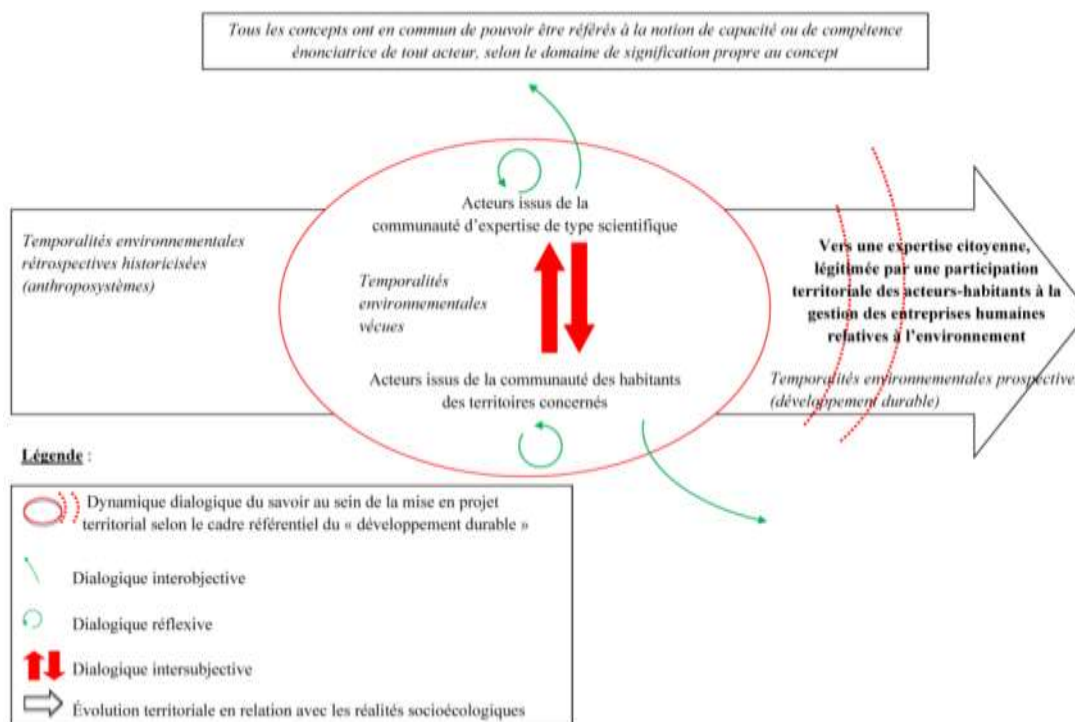 Tous les concepts ont en commun de pouvoir être référés à la notion de capacité ou de compétence
énonciatrice de tout acteur, selon le domaine de signification propre au concept
Acteurs issus de la
communauté d'expertise de type scientifique
Temporalités environnementales
rétrospectives historicisées
(anthroposystèmes)
Temporalités
environnementales
vécues
Vers une expertise citoyenne,
légitimée par une participation
territoriale des acteurs-habitants à la
gestion des entreprises humaines
relatives à l'environnement
Acteurs issus de la communauté des habitants
des territoires concernés
Temporalités environnementales prospective
(développement durable)
Légende :
Dynamique dialogique du savoir au sein de la mise en projet
territorial selon le cadre référentiel du « développement durable »
Dialogique interobjective
Dialogique réflexive
Dialogique intersubjective
Évolution territoriale en relation avec les réalités socioécologiques